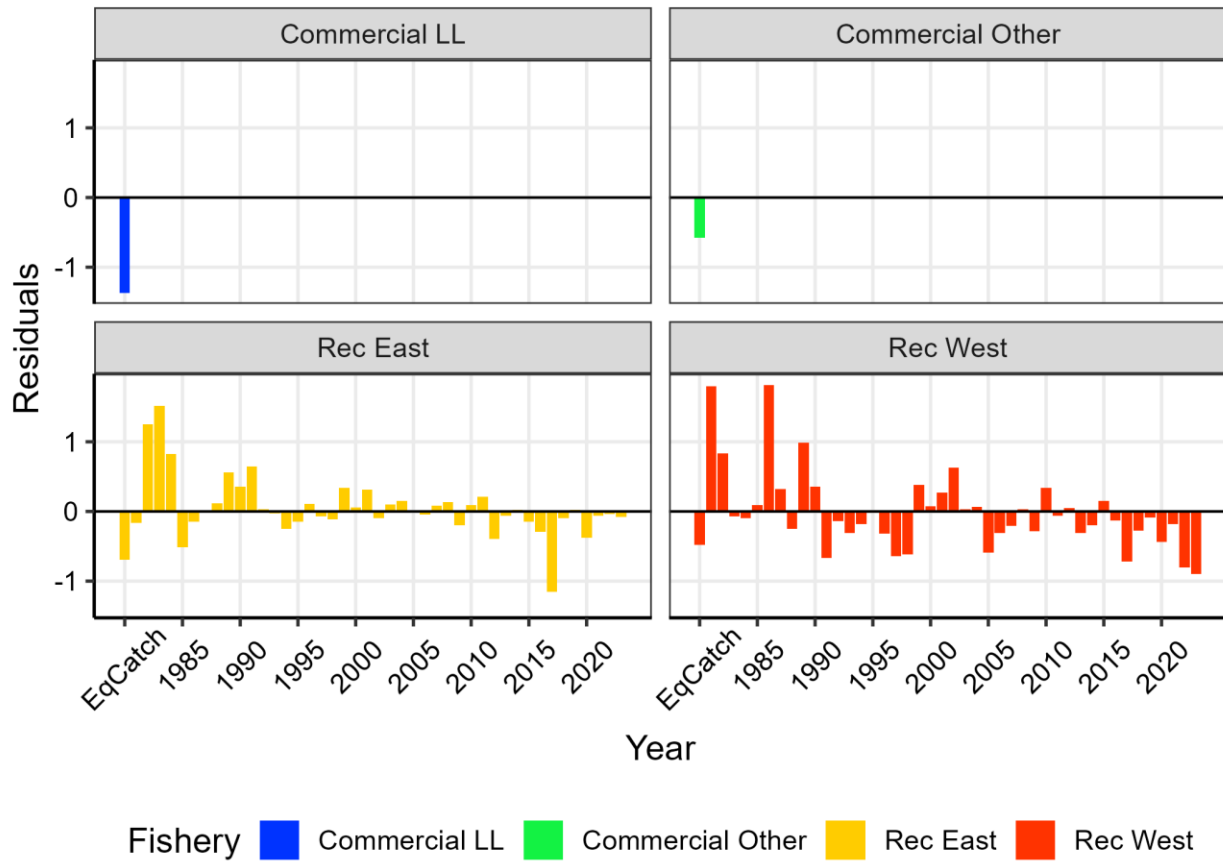 Commercial LL
Commercial Other
1
0
-1
Rec East
Rec West
1
0
-1
Residuals
EqCatch 1985 1990 1995 2000 2005 2010 2015 2020
EqCatch 1985 1990 1995 2000 2005 2010 2015 2020
Year
Fishery Commercial LL Commercial Other Rec East Rec West